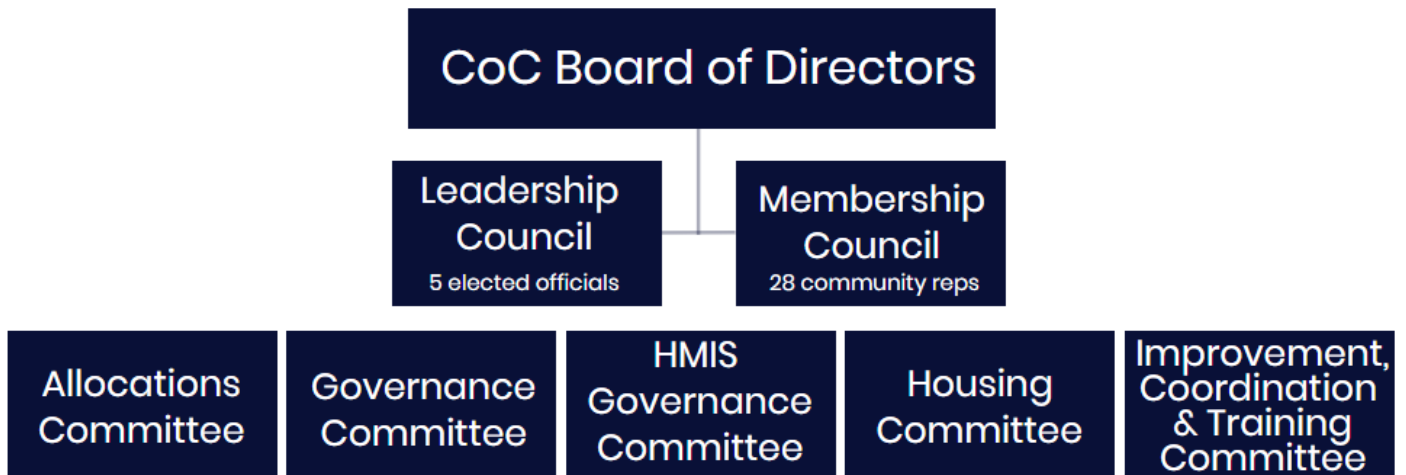 CoC Board of Directors
Leadership
Council
5 elected officials
Membership
Council
28 community reps
Allocations
Committee
Governance
Committee
HMIS
Governance
Committee
Housing
Committee
Improvement,
Coordination
& Training
Committee